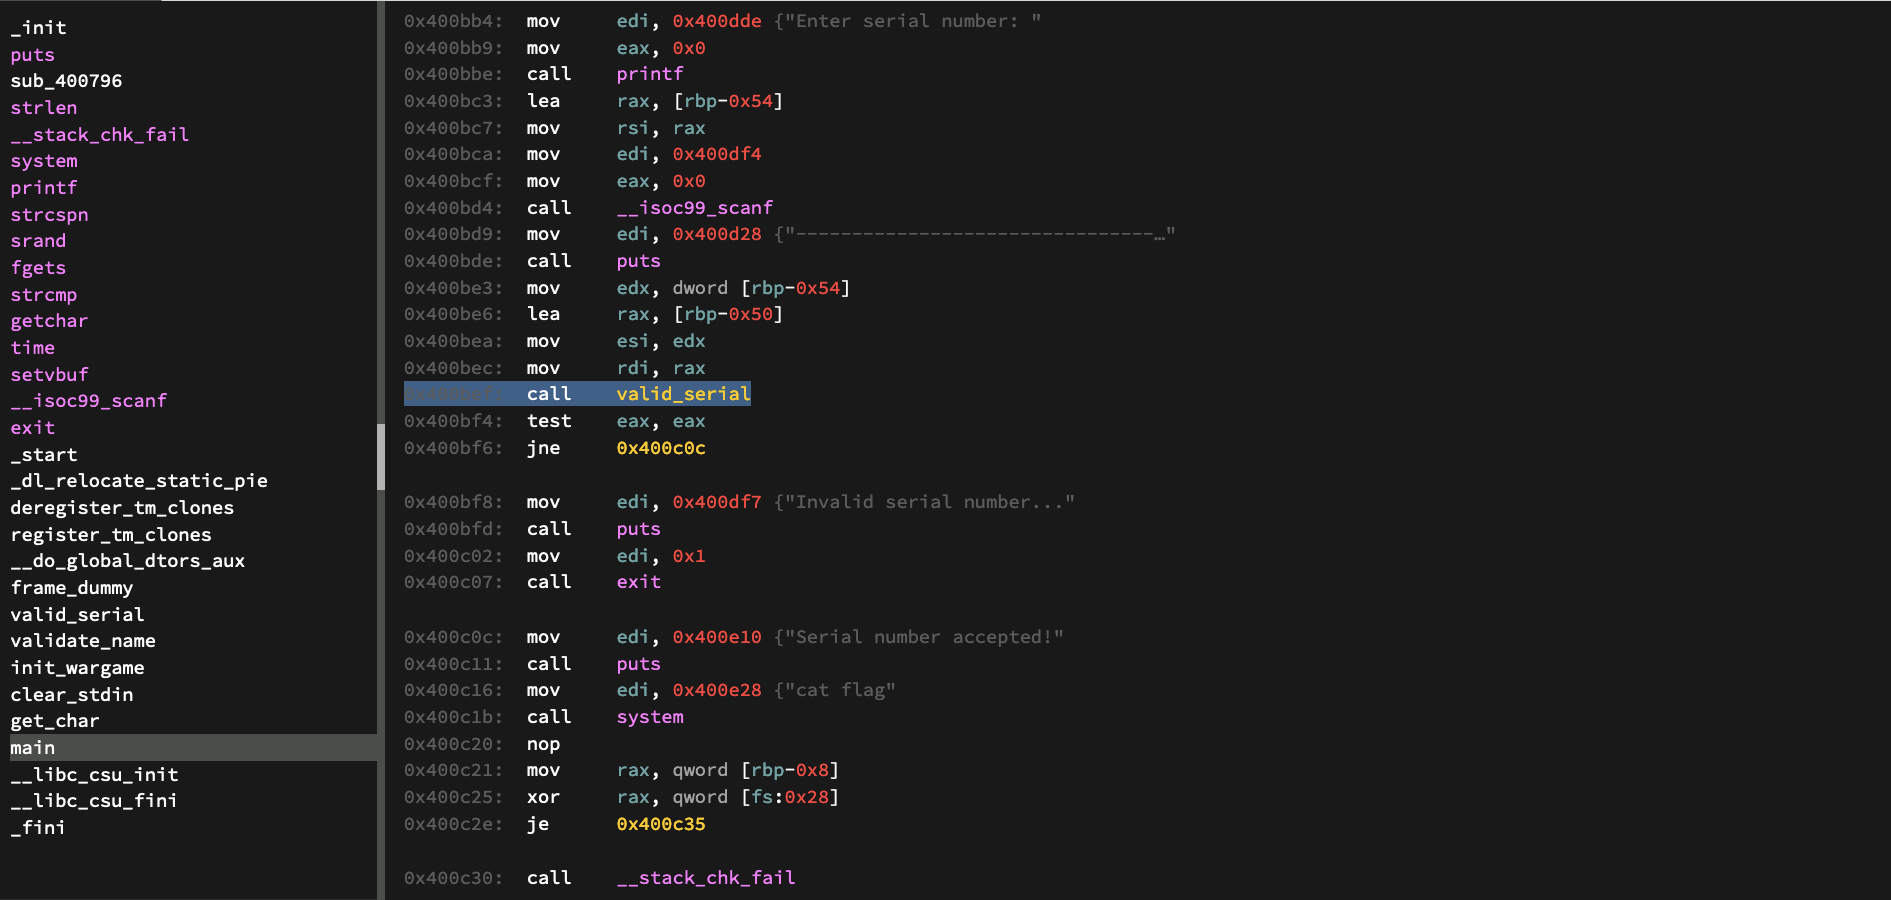 _init
puts
sub_400796
strlen
__stack_chk_fail
system
printf
strcspn
srand
fgets
strcmp
getchar
time
setvbuf
__isoc99_scanf
exit
_start
_dl_relocate_static_pie
deregister_tm_clones
register_tm_clones
__do_global_dtors_aux
frame_dummy
valid_serial
validate_name
init_wargame
clear_stdin
get_char
main
__libc_csu_init
__libc_csu_fini
_fini
0x400bb4: mov edi, 0x400dde {"Enter serial number: "
0x400bb9: mov eax, 0x0
0x400bbe: call printf
0x400bc3: lea rax, [rbp-0x54]
0x400bc7: mov rsi, rax
0x400bca: mov edi, 0x400df4
0x400bcf: mov eax, 0x0
0x400bd4: call __isoc99_scanf
0x400bd9: mov edi, 0x400d28 {"--------------------------------…"
0x400bde: call puts
0x400be3: mov edx, dword [rbp-0x54]
0x400be6: lea rax, [rbp-0x50]
0x400bea: mov esi, edx
0x400bec: mov rdi, rax
call valid_serial
0x400bf4: test eax, eax
0x400bf6: jne 0x400c0c
0x400bf8: mov edi, 0x400df7 {"Invalid serial number..."
0x400bfd: call puts
0x400c02: mov edi, 0x1
0x400c07: call exit
0x400c0c: mov edi, 0x400e10 {"Serial number accepted!"
0x400c11: call puts
0x400c16: mov edi, 0x400e28 {"cat flag"
0x400c1b: call system
0x400c20: nop
0x400c21: mov rax, qword [rbp-0x8]
0x400c25: xor rax, qword [fs:0x28]
0x400c2e: je 0x400c35
0x400c30: call __stack_chk_fail